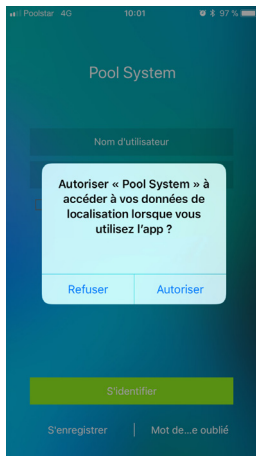 Poolstar 4G 10:01 97 %
Pool System
Nom d'utilisateur
Autoriser « Pool System » à
accéder à vos données de
localisation lorsque vous
utilisez l'app ?
Refuser Autoriser
S'identifier
S'enregistrer Mot de...e oublié